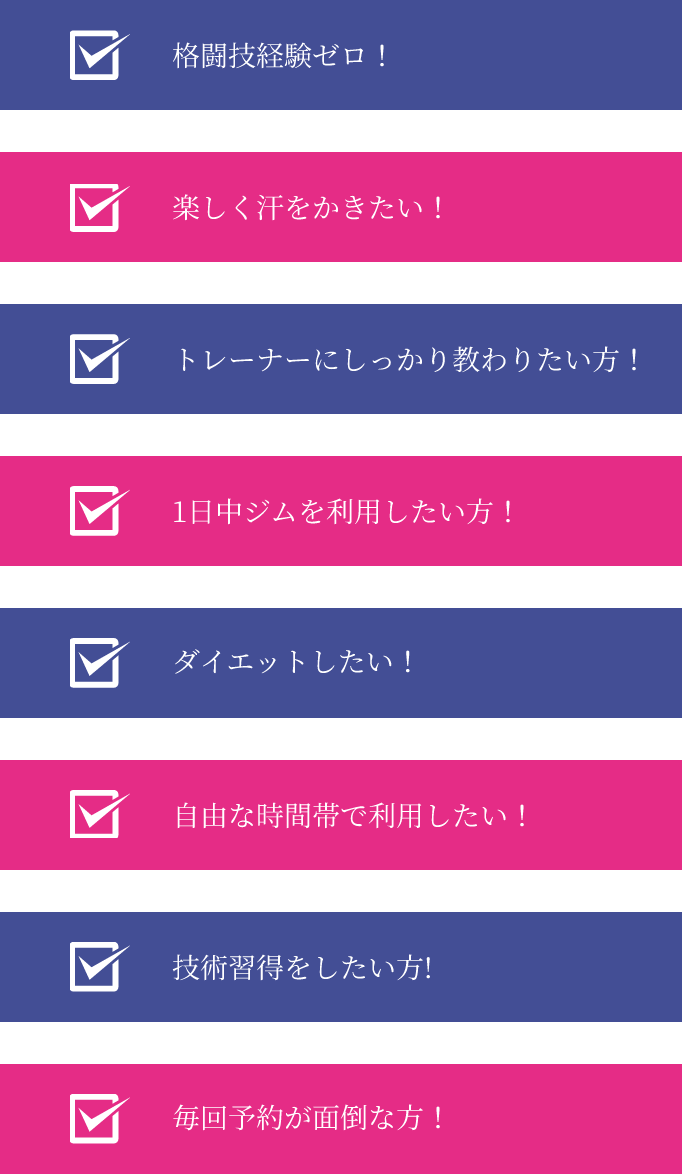 格闘技経験ゼロ！
楽しく汗をかきたい！
トレーナーにしっかり教わりたい方！
1日中ジムを利用したい方！
ダイエットしたい！
自由な時間帯で利用したい！
技術習得をしたい方!
毎回予約が面倒な方！